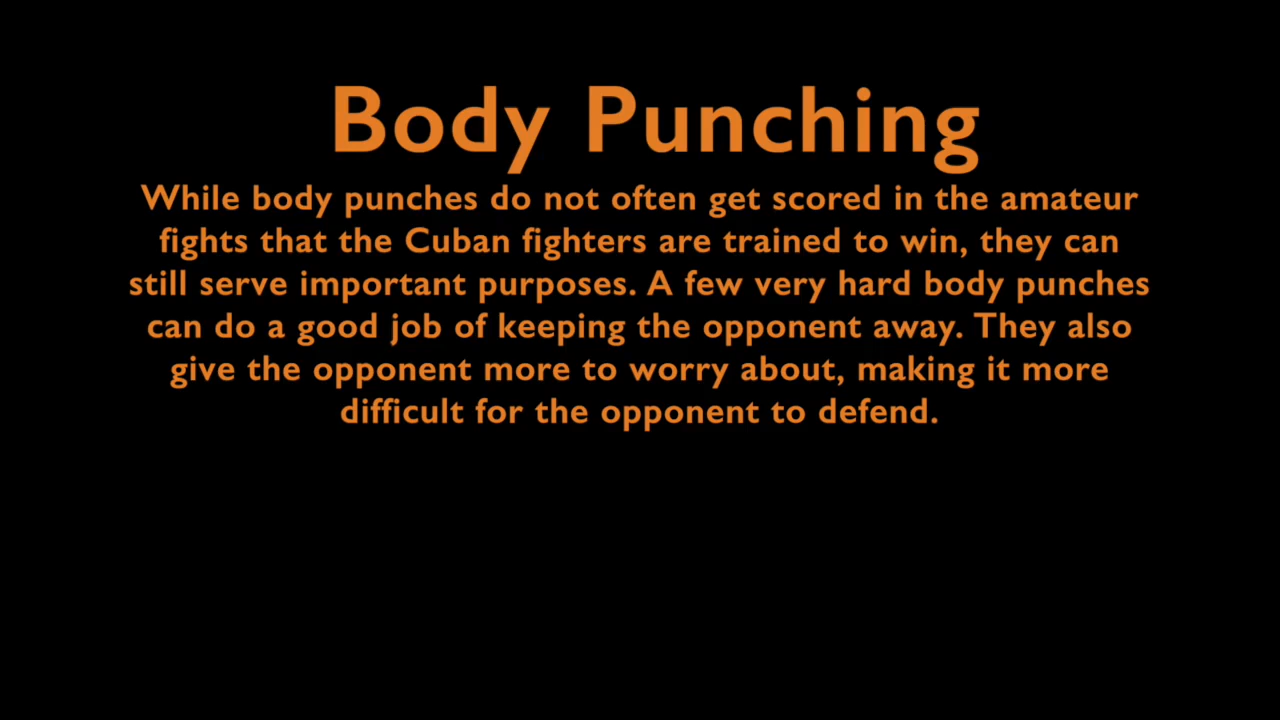 Body Punching
While body punches do not often get scored in the amateur
fights that the Cuban fighters are trained to win, they can
still serve important purposes. A few very hard body punches
can do a good job of keeping the opponent away. They also
give the opponent more to worry about, making it more
difficult for the opponent to defend.